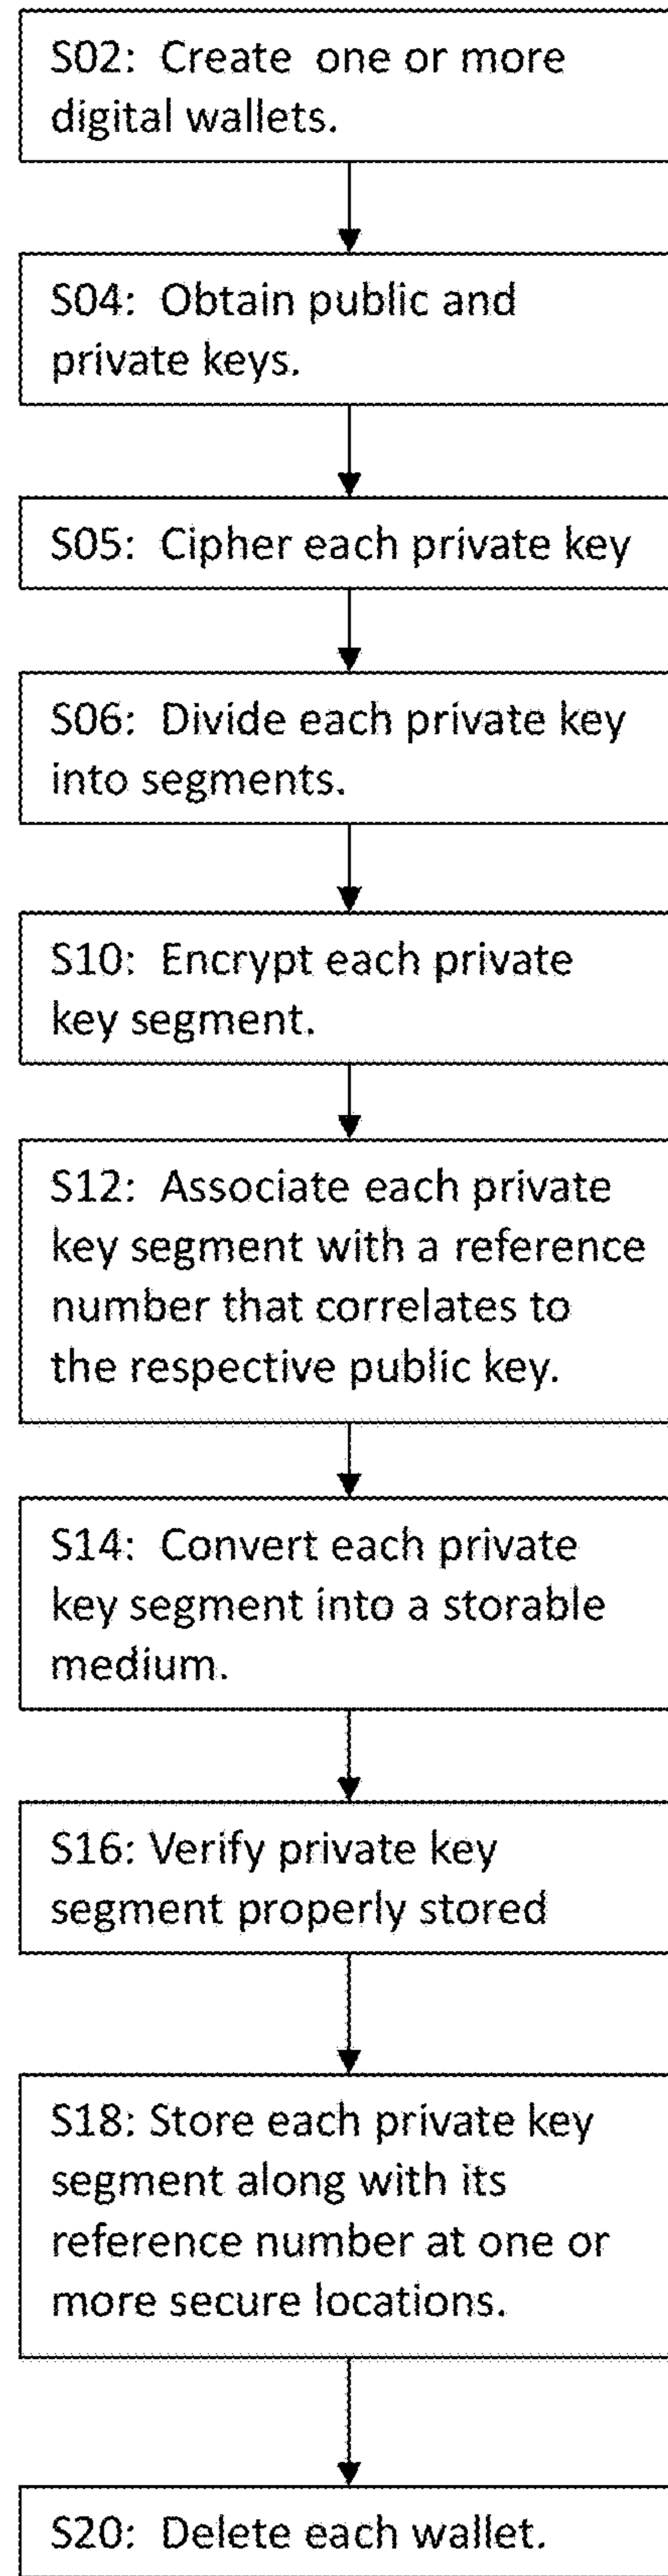 S02:  Create  one or more
digital wallets.
S04:  Obtain public and
private keys.
S05:  Cipher each private key
S06:  Divide each private key
into segments.
S10:  Encrypt each private
key segment.
S12:  Associate each private
key segment with a reference
number that correlates to
the respective public key.
S14:  Convert each private
key segment into a storable
medium.
S16: Verify private key
segment properly stored
S18: Store each private key
segment along with its
reference number at one or
more secure locations.
S20:  Delete each wallet.